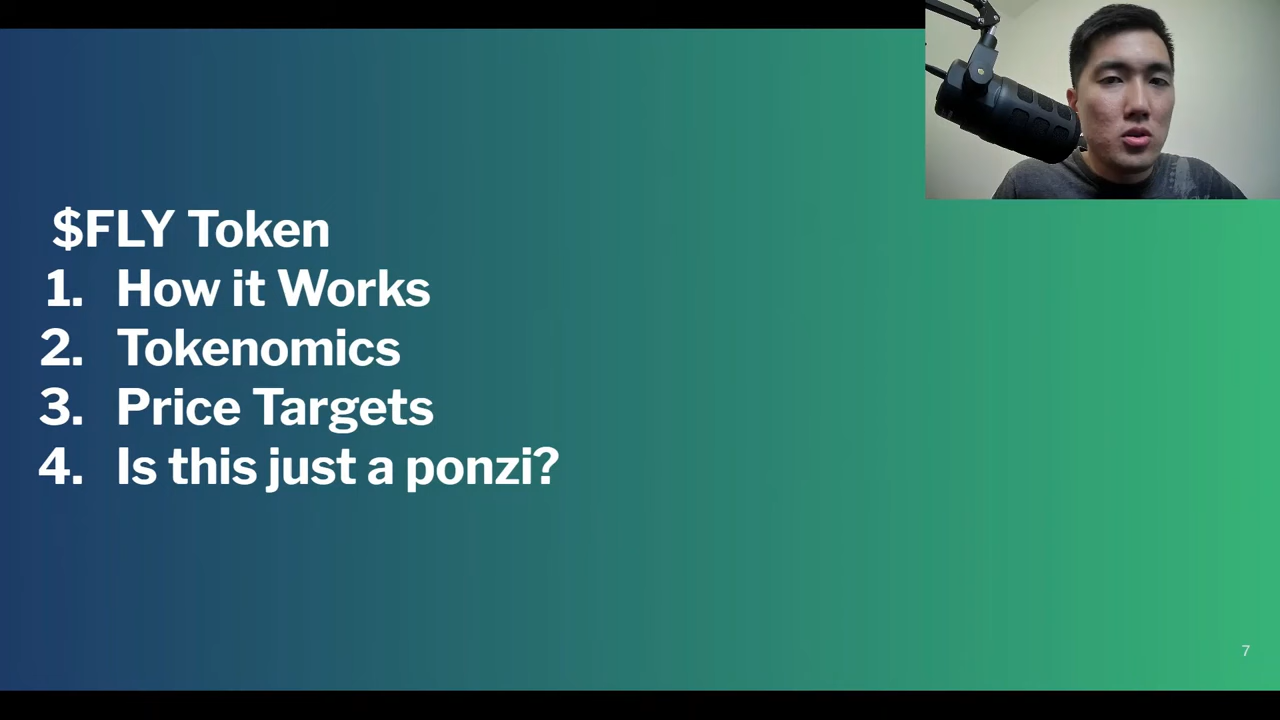 $FLY Token
1. How it Works
2. Tokenomics
3. Price Targets
4. Is this just a ponzi?
7